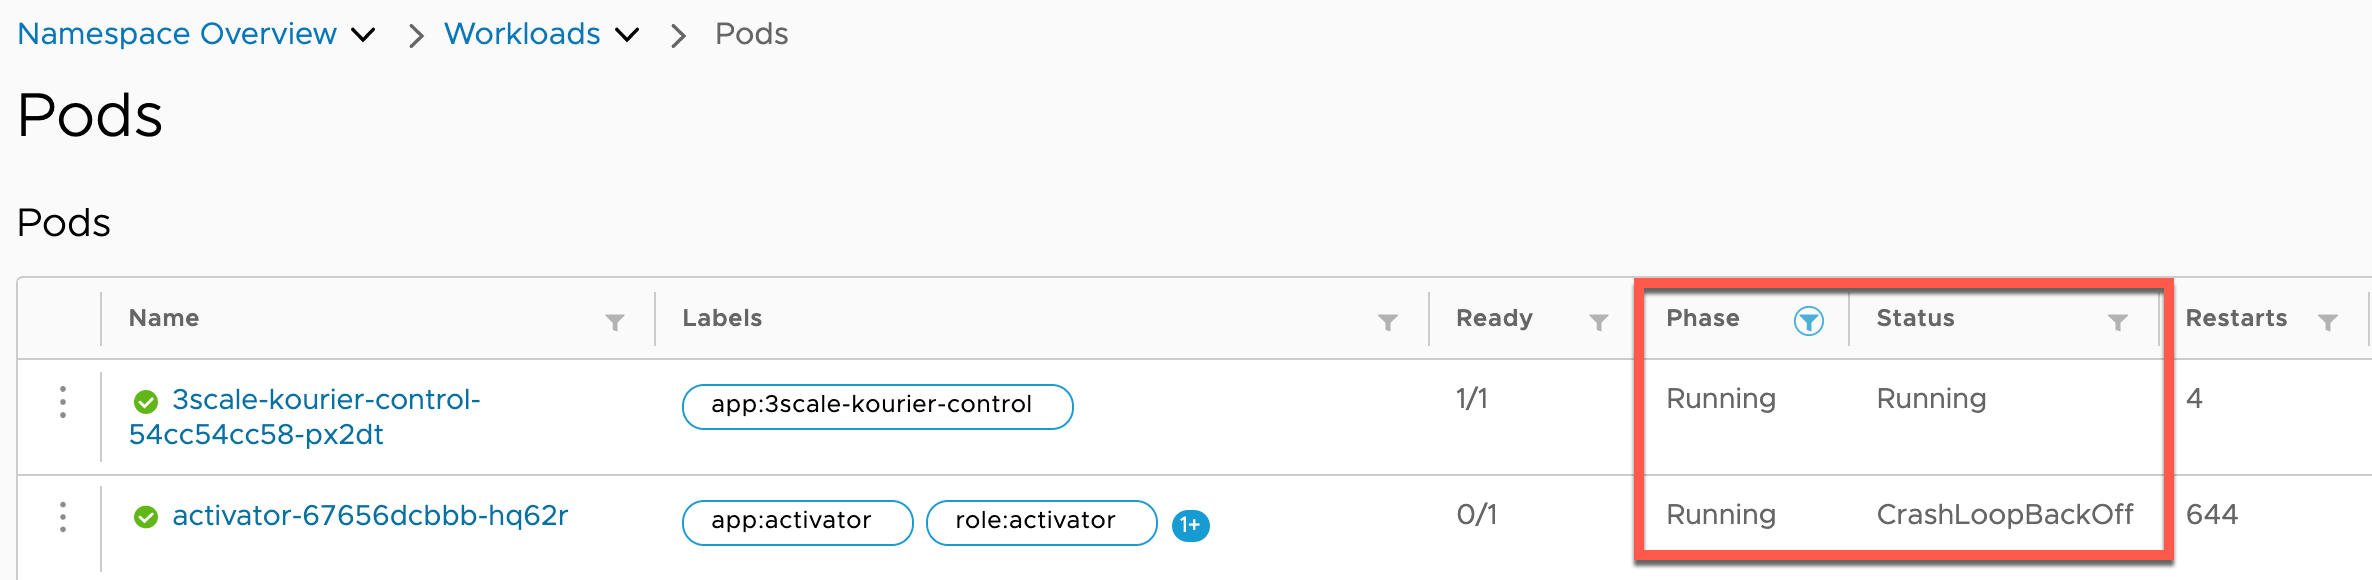 Namespace Overview > Workloads > Pods
Pods
Pods
Name Labels Ready Phase Status Restarts
3scale-kourier-control-
54cc54cc58-px2dt
app:3scale-kourier-control 1/1 Running Running 4
activator-67656dcbbb-hq62r app:activator role:activator 1+ 0/1 Running CrashLoopBackOff 644